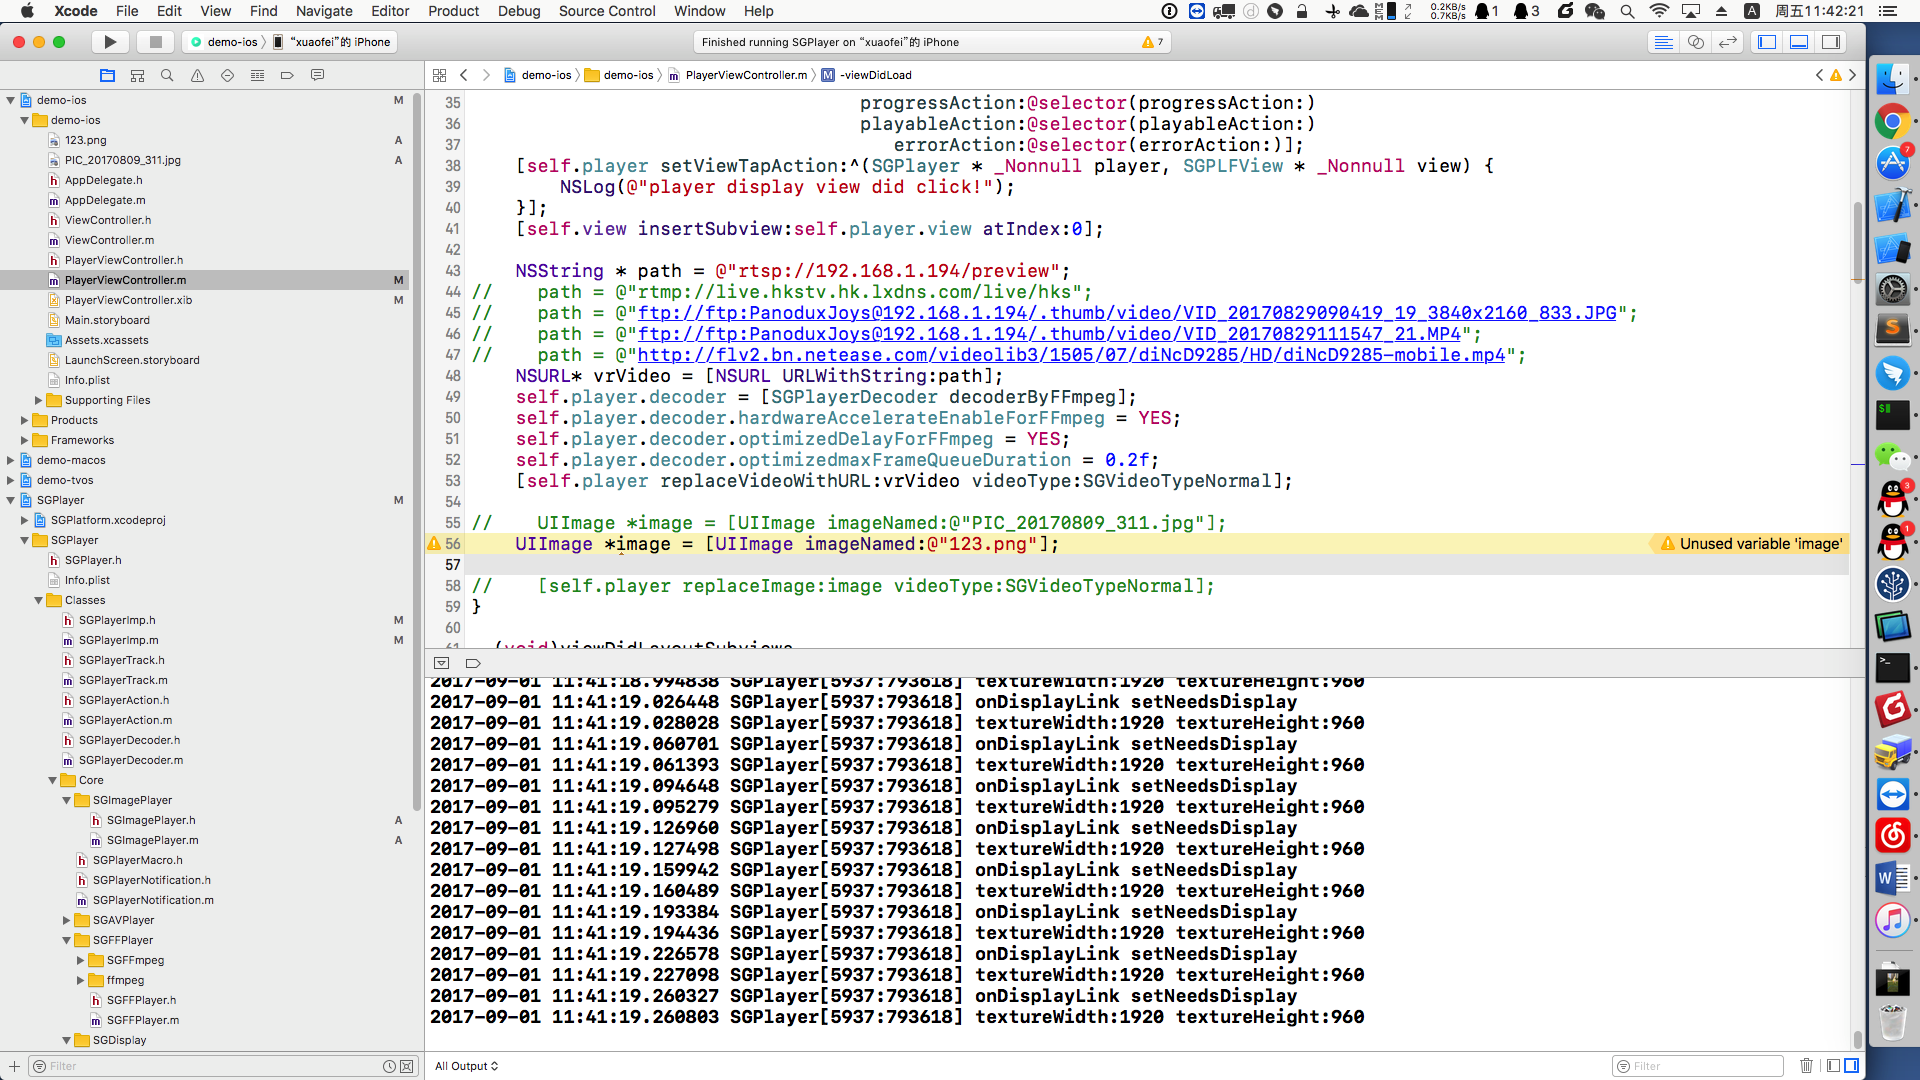 Xcode File Edit View Find Navigate Editor Product Debug Source Control Window Help
0.2KB/s
0.7KB/s
1
3
A
周五11:42:21
demo-ios 〉 “xuaofei”的 iPhone
Finished running SGPlayer on “xuaofei”的 iPhone
7
demo-ios 〉 demo-ios 〉 PlayerViewController.m 〉 M -viewDidLoad
demo-ios M
demo-ios
123.png A
PIC_20170809_311.jpg A
AppDelegate.h
AppDelegate.m
ViewController.h
ViewController.m
PlayerViewController.h
PlayerViewController.m M
PlayerViewController.xib M
Main.storyboard
Assets.xcassets
LaunchScreen.storyboard
Info.plist
Supporting Files
Products
Frameworks
demo-macos
demo-tvos
SGPlayer M
SGPlatform.xcodeproj
SGPlayer
SGPlayer.h
Info.plist
Classes
SGPlayerImp.h M
SGPlayerImp.m M
SGPlayerTrack.h
SGPlayerTrack.m
SGPlayerAction.h
SGPlayerAction.m
SGPlayerDecoder.h
SGPlayerDecoder.m
Core
SGImagePlayer
SGImagePlayer.h A
SGImagePlayer.m A
SGPlayerMacro.h
SGPlayerNotification.h
SGPlayerNotification.m
SGAVPlayer
SGFFPlayer
SGFFmpeg
ffmpeg
SGFFPlayer.h
SGFFPlayer.m
SGDisplay
Filter
35 progressAction:@selector(progressAction:)
36 playableAction:@selector(playableAction:)
37 errorAction:@selector(errorAction:)];
38 [self.player setViewTapAction:^(SGPlayer * _Nonnull player, SGPLFView * _Nonnull view) {
39 NSLog(@"player display view did click!");
40 }];
41 [self.view insertSubview:self.player.view atIndex:0];
42
43 NSString * path = @"rtsp://192.168.1.194/preview";
44 // path = @"rtmp://live.hkstv.hk.lxdns.com/live/hks";
45 // path = @"ftp://ftp:PanoduxJoys@192.168.1.194/.thumb/video/VID_20170829090419_19_3840x2160_833.JPG";
46 // path = @"ftp://ftp:PanoduxJoys@192.168.1.194/.thumb/video/VID_20170829111547_21.MP4";
47 // path = @"http://flv2.bn.netease.com/videolib3/1505/07/diNcD9285/HD/diNcD9285-mobile.mp4";
48 NSURL* vrVideo = [NSURL URLWithString:path];
49 self.player.decoder = [SGPlayerDecoder decoderByFFmpeg];
50 self.player.decoder.hardwareAccelerateEnableForFFmpeg = YES;
51 self.player.decoder.optimizedDelayForFFmpeg = YES;
52 self.player.decoder.optimizedmaxFrameQueueDuration = 0.2f;
53 [self.player replaceVideoWithURL:vrVideo videoType:SGVideoTypeNormal];
54
55 // UIImage *image = [UIImage imageNamed:@"PIC_20170809_311.jpg"];
56 UIImage *image = [UIImage imageNamed:@"123.png"]; Unused variable 'image'
57
58 // [self.player replaceImage:image videoType:SGVideoTypeNormal];
59 }
60
61 - (void)viewDidLayoutSubviews
2017-09-01 11:41:18.994838 SGPlayer[5937:793618] textureWidth:1920 textureHeight:960
2017-09-01 11:41:19.026448 SGPlayer[5937:793618] onDisplayLink setNeedsDisplay
2017-09-01 11:41:19.028028 SGPlayer[5937:793618] textureWidth:1920 textureHeight:960
2017-09-01 11:41:19.060701 SGPlayer[5937:793618] onDisplayLink setNeedsDisplay
2017-09-01 11:41:19.061393 SGPlayer[5937:793618] textureWidth:1920 textureHeight:960
2017-09-01 11:41:19.094648 SGPlayer[5937:793618] onDisplayLink setNeedsDisplay
2017-09-01 11:41:19.095279 SGPlayer[5937:793618] textureWidth:1920 textureHeight:960
2017-09-01 11:41:19.126960 SGPlayer[5937:793618] onDisplayLink setNeedsDisplay
2017-09-01 11:41:19.127498 SGPlayer[5937:793618] textureWidth:1920 textureHeight:960
2017-09-01 11:41:19.159942 SGPlayer[5937:793618] onDisplayLink setNeedsDisplay
2017-09-01 11:41:19.160489 SGPlayer[5937:793618] textureWidth:1920 textureHeight:960
2017-09-01 11:41:19.193384 SGPlayer[5937:793618] onDisplayLink setNeedsDisplay
2017-09-01 11:41:19.194436 SGPlayer[5937:793618] textureWidth:1920 textureHeight:960
2017-09-01 11:41:19.226578 SGPlayer[5937:793618] onDisplayLink setNeedsDisplay
2017-09-01 11:41:19.227098 SGPlayer[5937:793618] textureWidth:1920 textureHeight:960
2017-09-01 11:41:19.260327 SGPlayer[5937:793618] onDisplayLink setNeedsDisplay
2017-09-01 11:41:19.260803 SGPlayer[5937:793618] textureWidth:1920 textureHeight:960
All Output
Filter
7
3
1